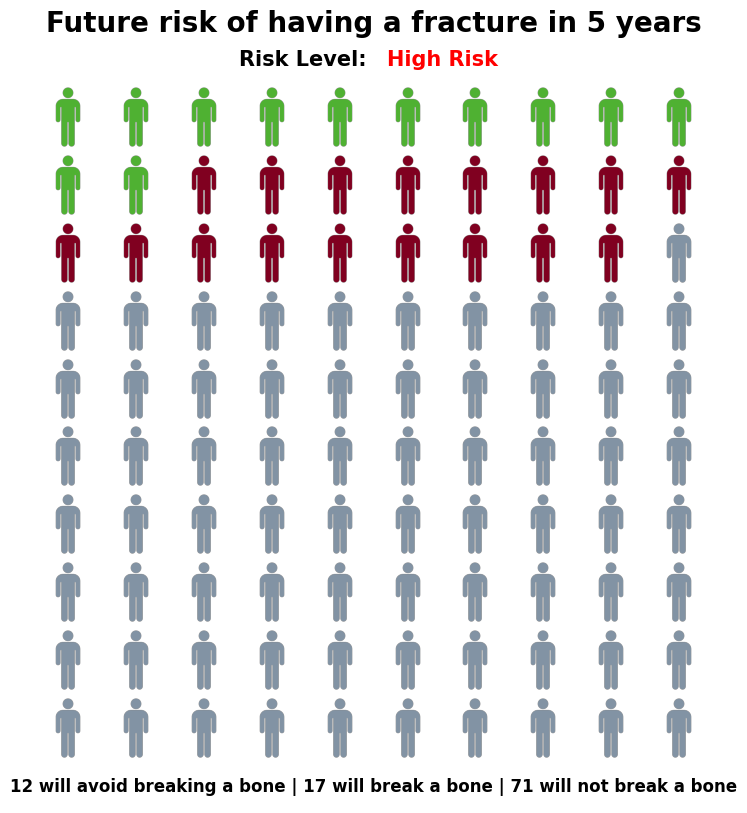 Future risk of having a fracture in 5 years
Risk Level: High Risk
12 will avoid breaking a bone | 17 will break a bone | 71 will not break a bone